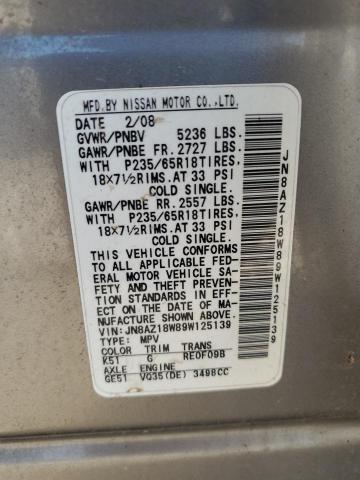 MFD.BY NISSAN MOTOR CO.,LTD.
DATE 2/08
GVWR/PNBV 5236 LBS.
GAWR/PNBE FR. 2727 LBS.
WITH P235/65R18TIRES,
18X7½RIMS.AT 33 PSI
COLD SINGLE.
GAWR/PNBE RR. 2557 LBS.
WITH P235/65R18TIRES,
18X7½RIMS.AT 33 PSI
COLD SINGLE.
THIS VEHICLE CONFORMS
TO ALL APPLICABLE FED-
ERAL MOTOR VEHICLE SA-
FETY AND THEFT PREVEN-
TION STANDARDS IN EFF-
ECT ON THE DATE OF MA-
NUFACTURE SHOWN ABOVE.
VIN:JN8AZ18W89W125139
TYPE: MPV
COLOR TRIM TRANS
K51 G RE0F09B
AXLE ENGINE
GE51 VQ35(DE) 3498CC
JN8AZ18W89W125139